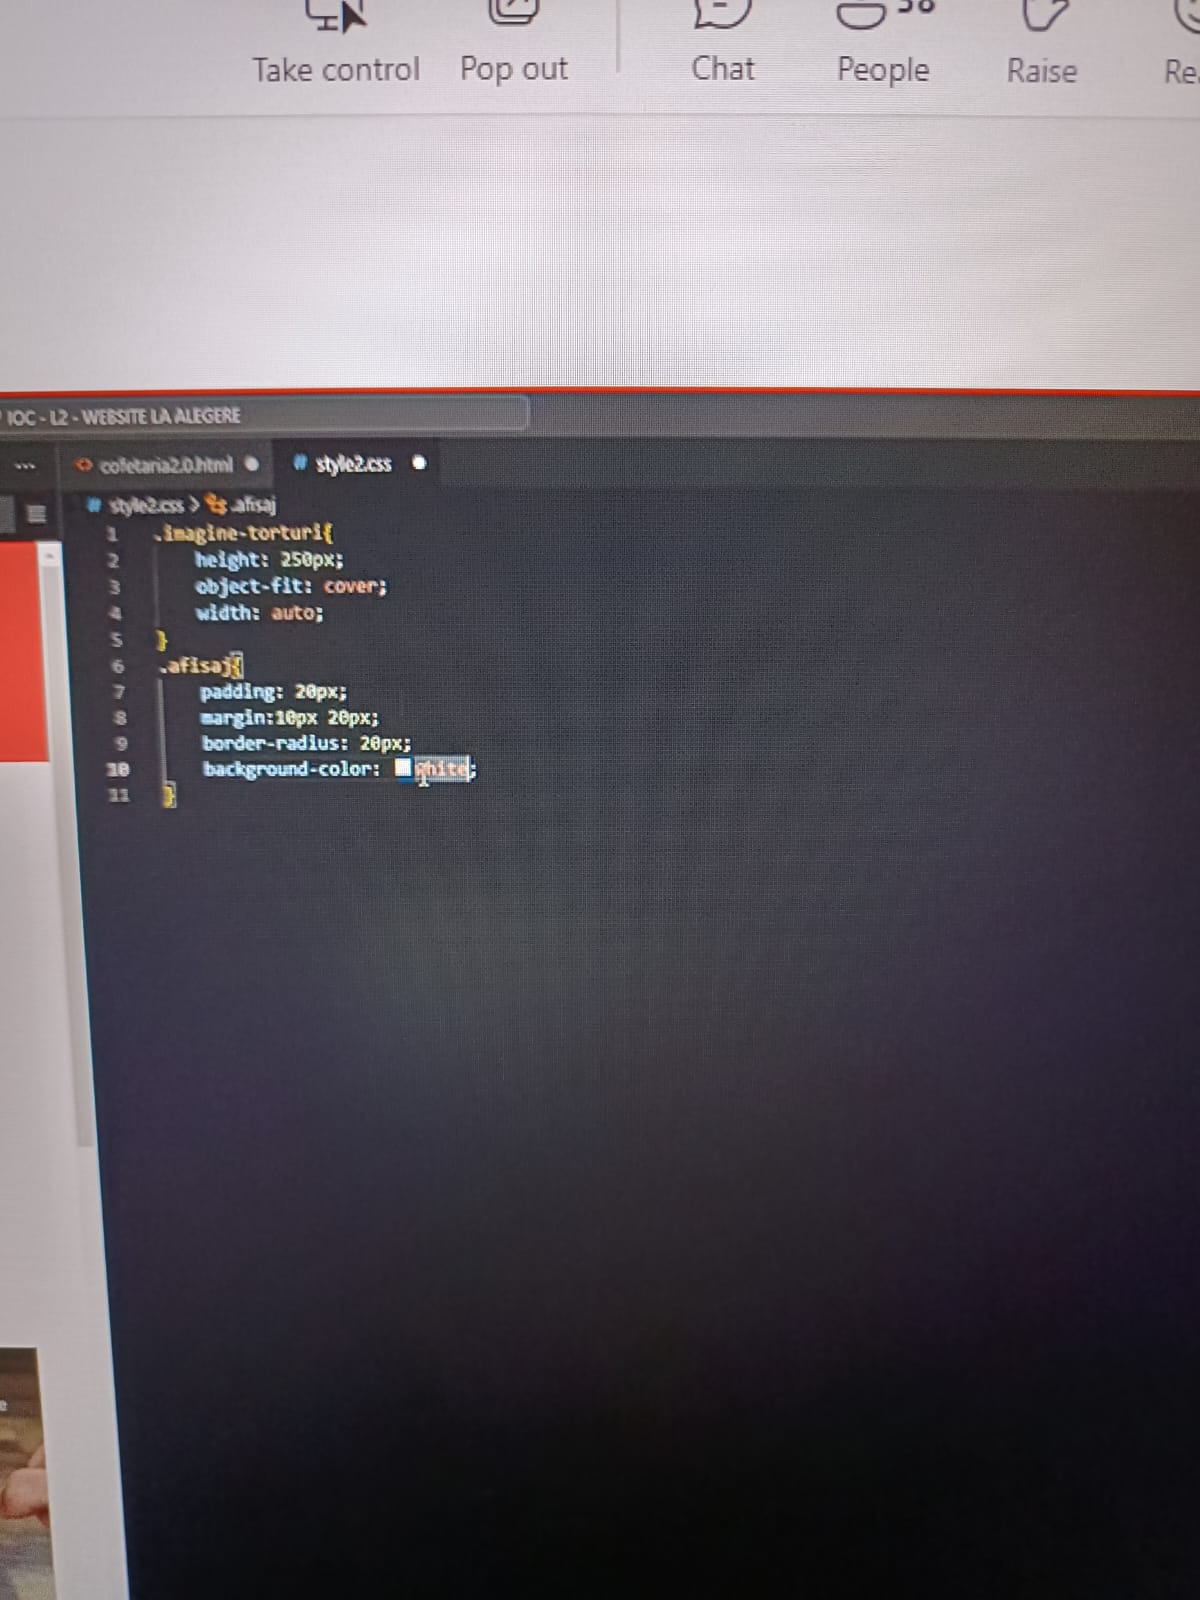 Take control Pop out Chat People Raise
IOC - L2 - WEBSITE LA ALEGERE
... cofetaria2.0.html # style2.css
# style2.css > .afisaj
1 .imagine-torturi{
2 height: 250px;
3 object-fit: cover;
4 width: auto;
5 }
6 .afisaj{
7 padding: 20px;
8 margin:10px 20px;
9 border-radius: 20px;
10 background-color: white;
11 }